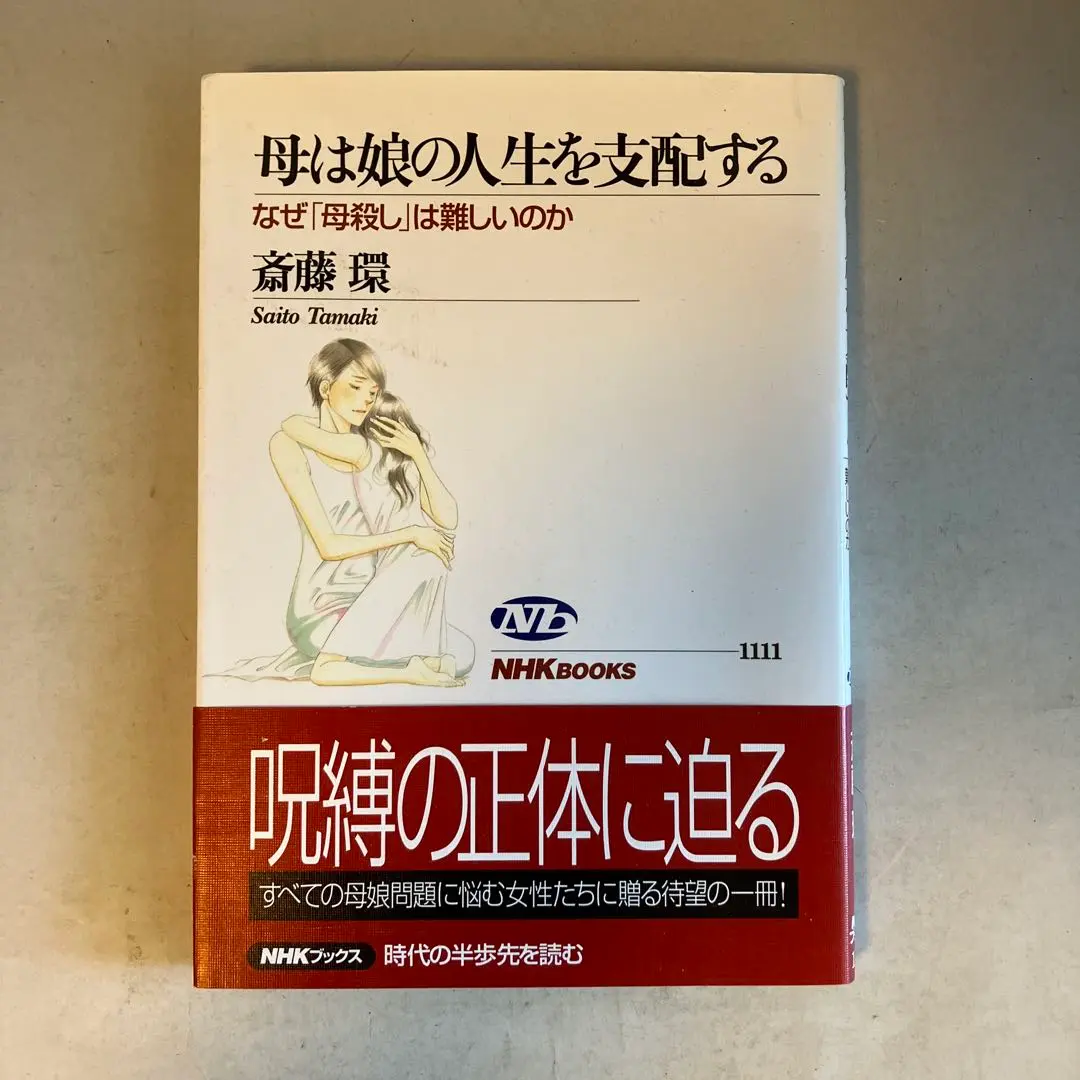 母は娘の人生を支配する
なぜ「母殺し」は難しいのか
斎藤 環
Saito Tamaki
Nb
1111
NHK BOOKS
呪縛の正体に迫る
すべての母娘問題に悩む女性たちに贈る待望の一冊!
NHKブックス 時代の半歩先を読む